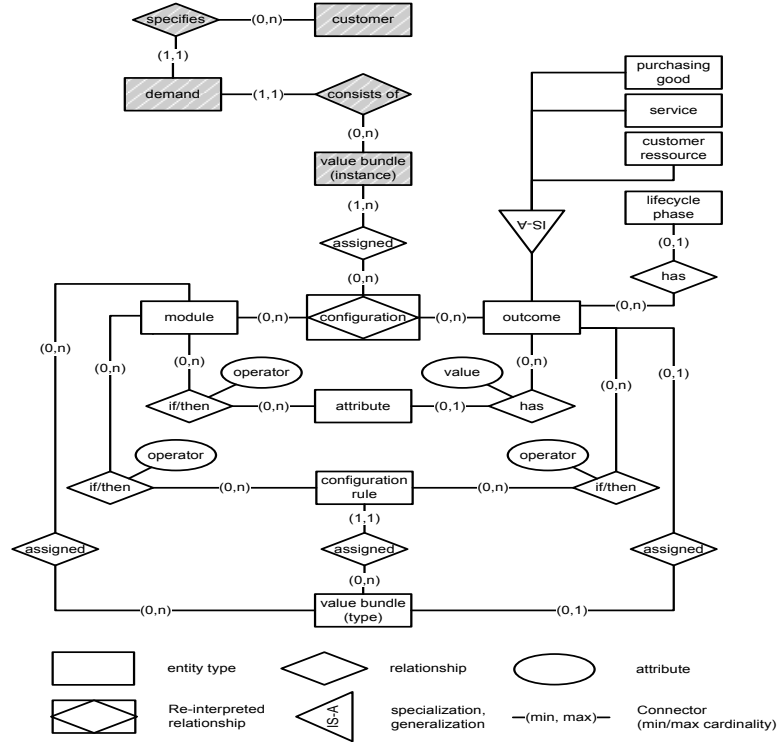 specifies
(0,n)
customer
(1,1)
demand
(1,1)
consists of
(0,n)
value bundle
(instance)
(1,n)
assigned
(0,n)
purchasing
good
service
customer
ressource
lifecycle
phase
(0,1)
has
(0,n)
IS-A
module
(0,n)
configuration
(0,n)
outcome
(0,n)
(0,n)
(0,n)
operator
if/then
(0,n)
attribute
(0,1)
value
has
(0,n)
(0,n)
(0,1)
operator
if/then
(0,n)
configuration
rule
(0,n)
operator
if/then
(1,1)
assigned
assigned
assigned
(0,n)
(0,n)
value bundle
(type)
(0,1)
entity type
relationship
attribute
Re-interpreted
relationship
IS-A
specialization,
generalization
(min, max)
Connector
(min/max cardinality)